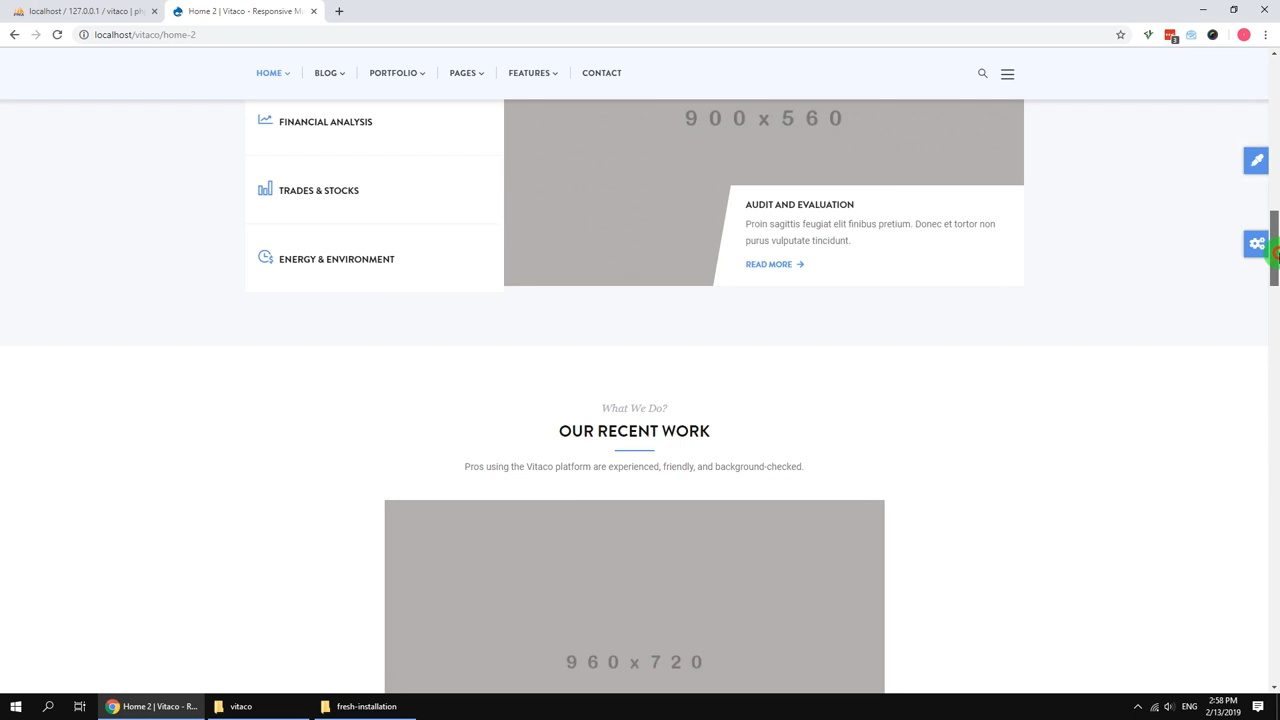 localhost / 127.0.0.1 / vitaco | ph
Home 2 | Vitaco - Responsive Mu
localhost/vitaco/home-2
3
HOME
BLOG
PORTFOLIO
PAGES
FEATURES
CONTACT
FINANCIAL ANALYSIS
TRADES & STOCKS
ENERGY & ENVIRONMENT
900x560
AUDIT AND EVALUATION
Proin sagittis feugiat elit finibus pretium. Donec et tortor non
purus vulputate tincidunt.
READ MORE
What We Do?
OUR RECENT WORK
Pros using the Vitaco platform are experienced, friendly, and background-checked.
960x720
Home 2 | Vitaco - R...
vitaco
fresh-installation
ENG
2:58 PM
2/13/2019